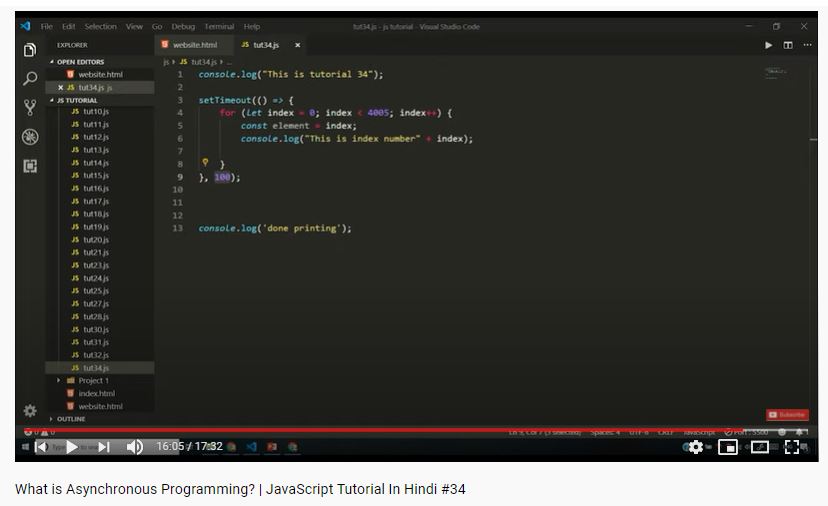 File Edit Selection View Go Debug Terminal Help tut34.js - js tutorial - Visual Studio Code
EXPLORER
website.html
JS tut34.js ×
OPEN EDITORS
website.html
× JS tut34.js js
JS TUTORIAL
JS tut10.js
JS tut11.js
JS tut12.js
JS tut13.js
JS tut14.js
JS tut15.js
JS tut16.js
JS tut17.js
JS tut18.js
JS tut19.js
JS tut20.js
JS tut21.js
JS tut23.js
JS tut24.js
JS tut25.js
JS tut27.js
JS tut28.js
JS tut30.js
JS tut31.js
JS tut32.js
JS tut34.js
Project 1
index.html
website.html
OUTLINE
js › JS tut34.js › ...
1 console.log("This is tutorial 34");
2
3 setTimeout(() => {
4 for (let index = 0; index < 4005; index++) {
5 const element = index;
6 console.log("This is index number" + index);
7
8 }
9 }, 100);
10
11
12
13 console.log('done printing');
Subscribe
16:05 / 17:32
What is Asynchronous Programming? | JavaScript Tutorial In Hindi #34